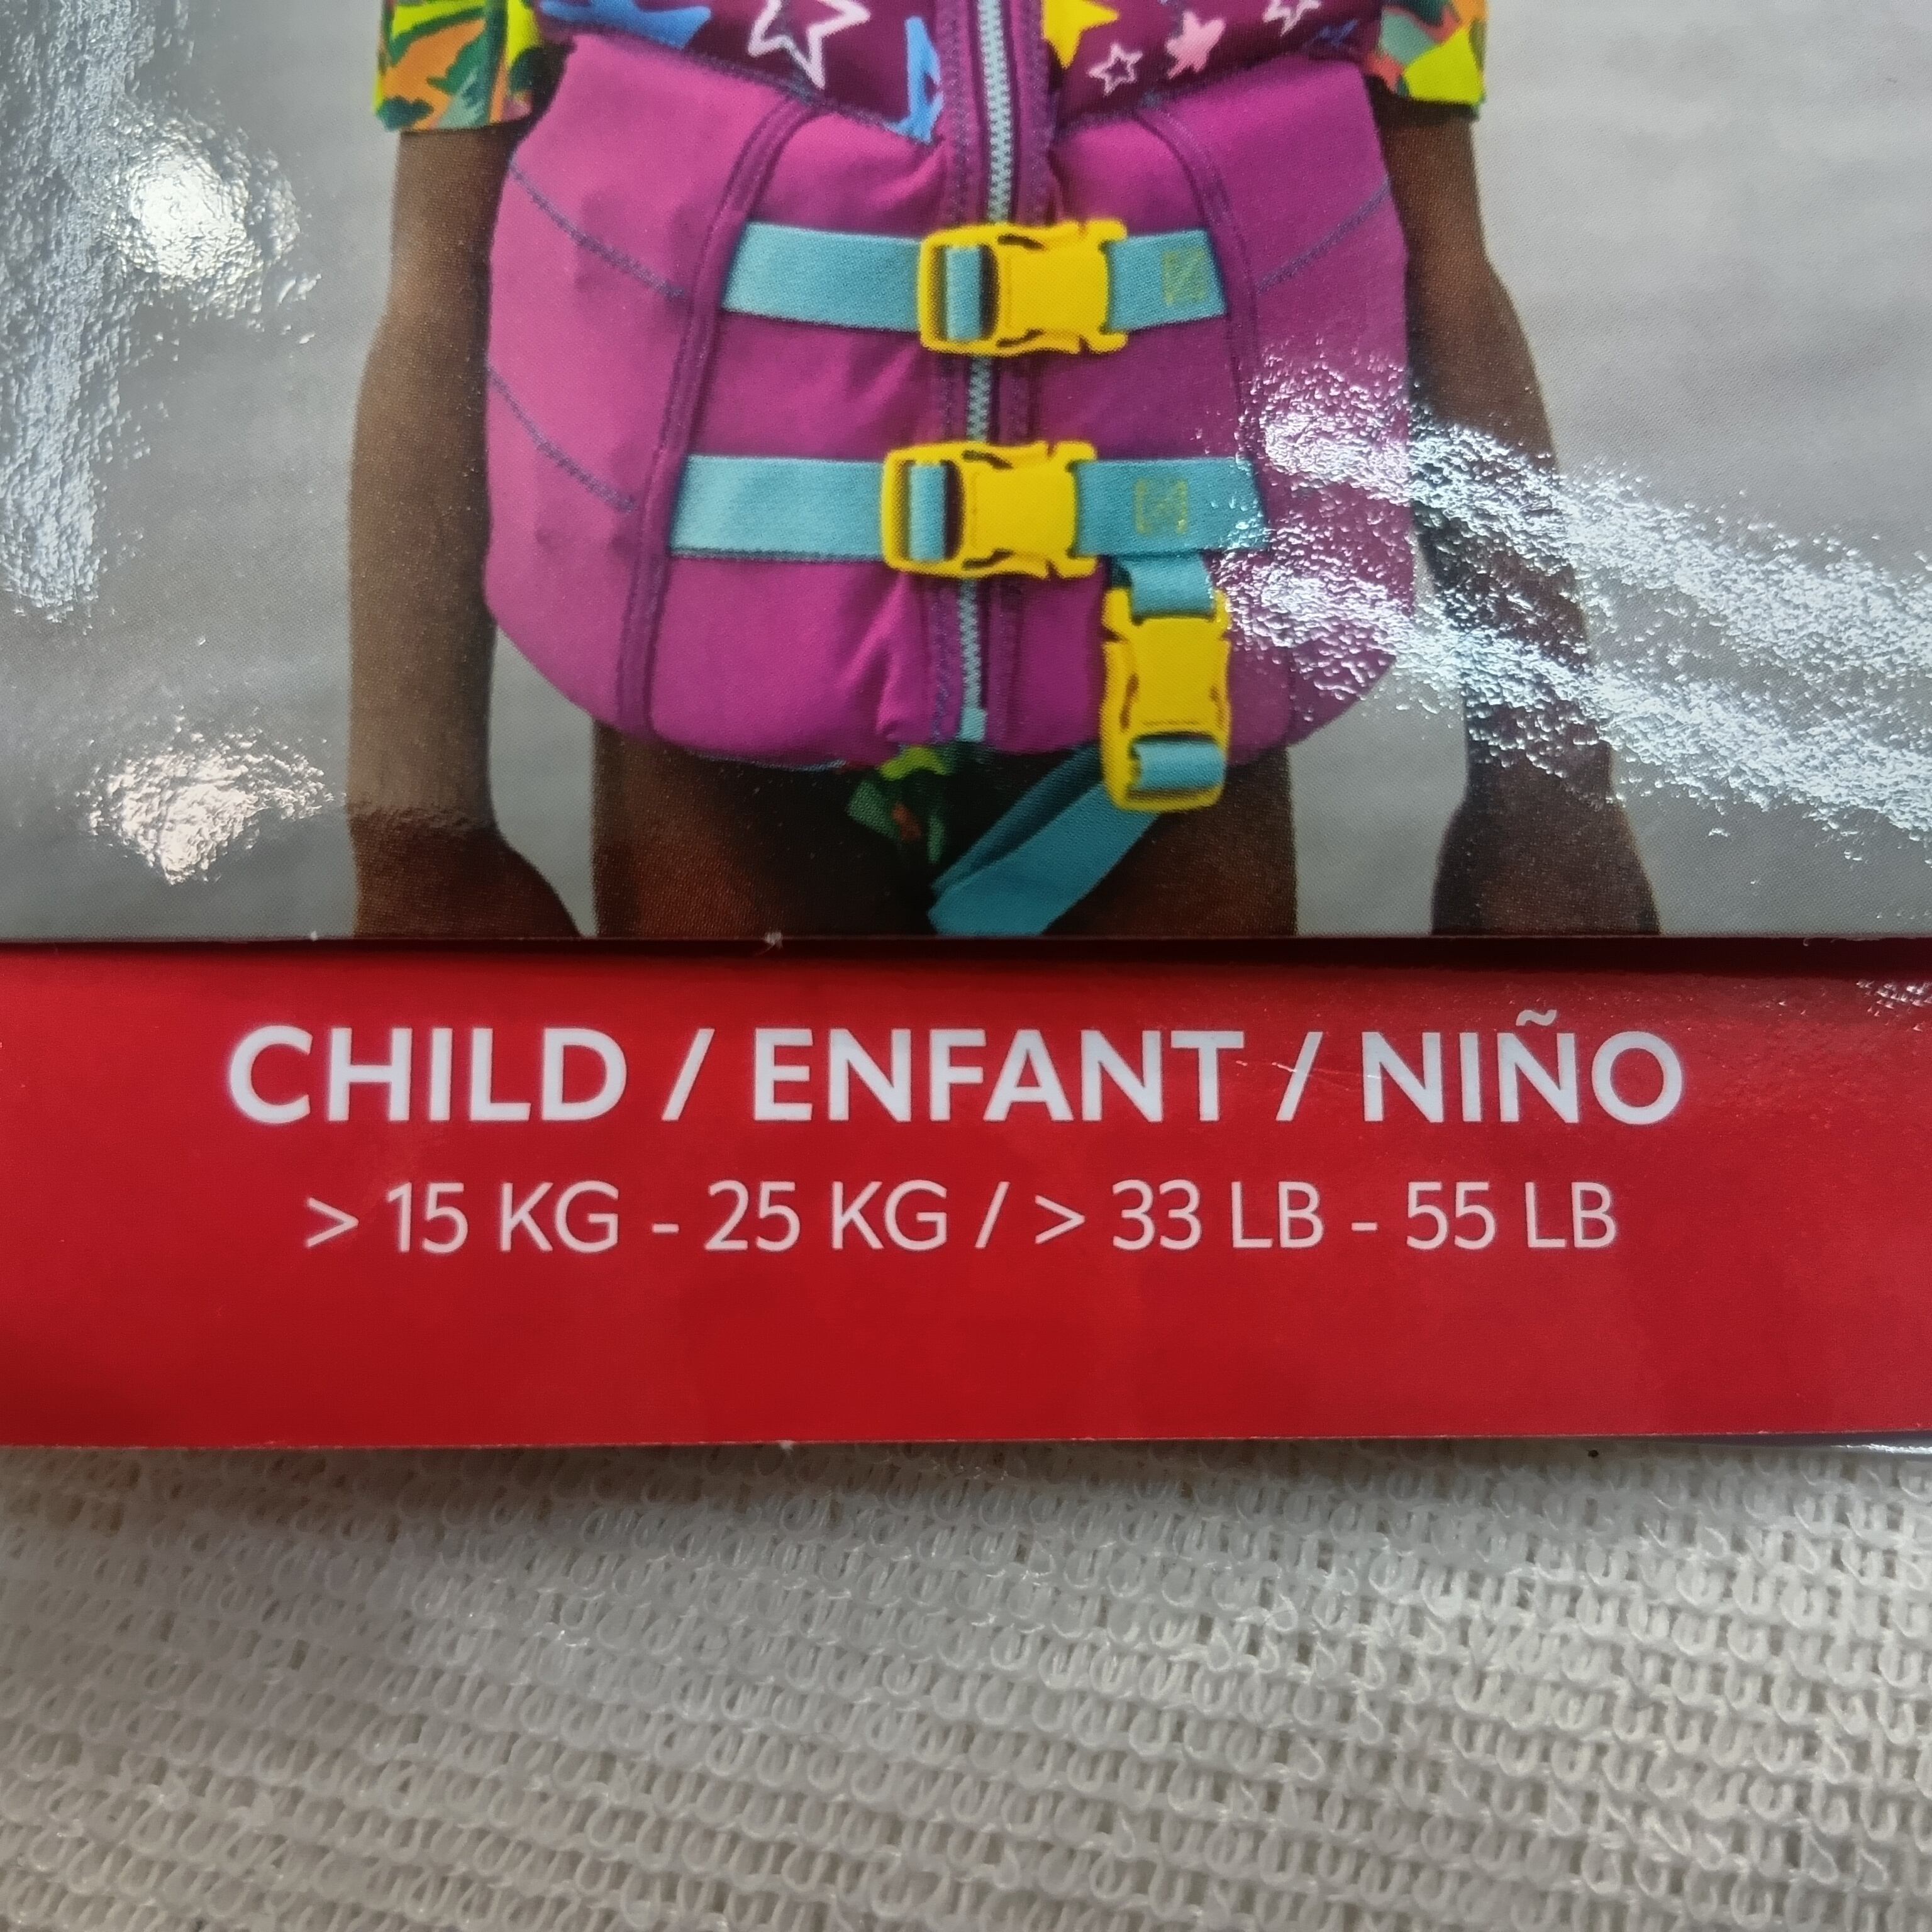 CHILD / ENFANT / NIÑO
> 15 KG - 25 KG / > 33 LB - 55 LB